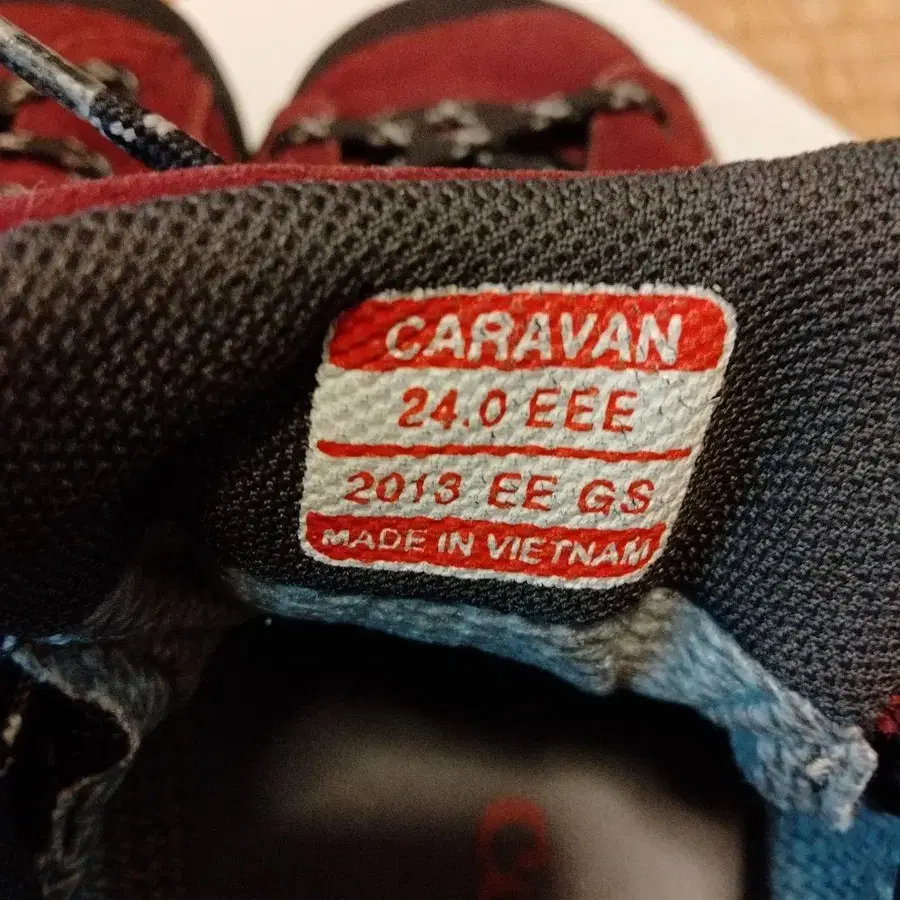 CARAVAN
24.0 EEE
2013 EE GS
MADE IN VIETNAM